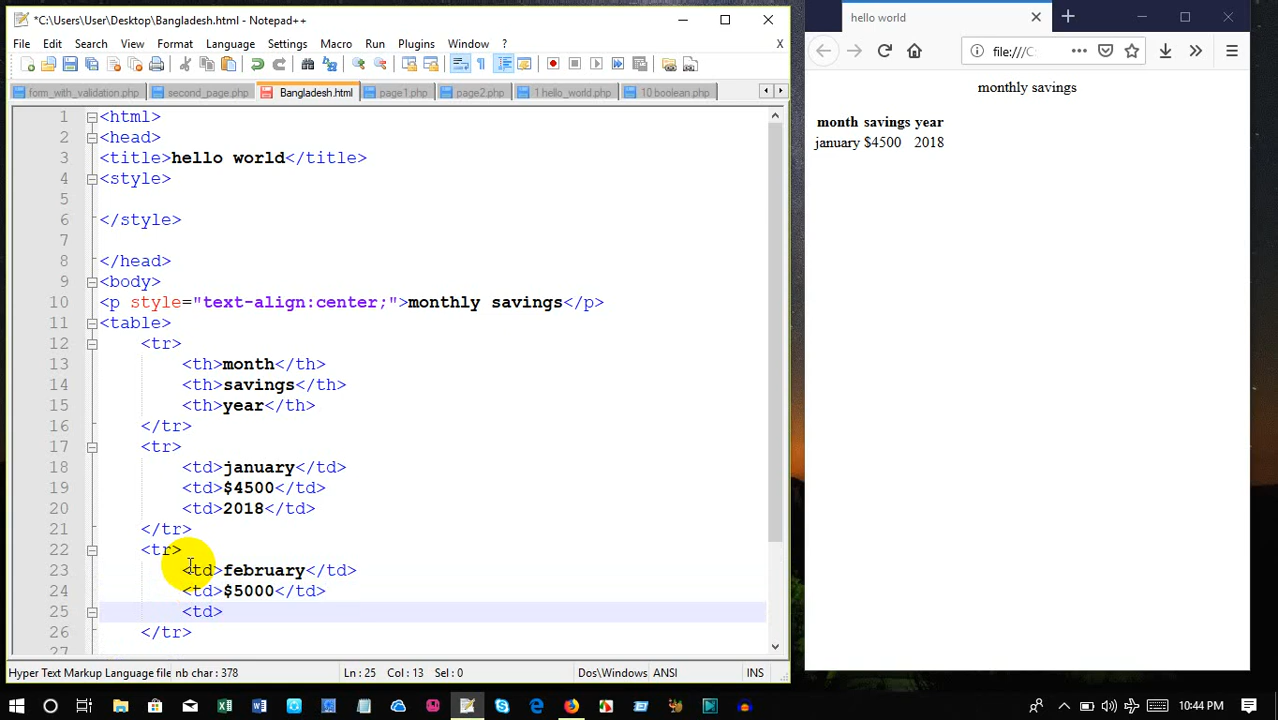 *C:\Users\User\Desktop\Bangladesh.html - Notepad++
File Edit Search View Format Encoding Language Settings Macro Run Plugins Window ? X
form_with_validation.php second_page.php Bangladesh.html page1.php page2.php 1 hello_world.php 10 boolean.php
1 <html>
2 <head>
3 <title>hello world</title>
4 <style>
5
6 </style>
7
8 </head>
9 <body>
10 <p style="text-align:center;">monthly savings</p>
11 <table>
12 <tr>
13 <th>month</th>
14 <th>savings</th>
15 <th>year</th>
16 </tr>
17 <tr>
18 <td>january</td>
19 <td>$4500</td>
20 <td>2018</td>
21 </tr>
22 <tr>
23 <td>february</td>
24 <td>$5000</td>
25 <td>
26 </tr>
27
Hyper Text Markup Language file nb char : 378 Ln : 25 Col : 13 Sel : 0 Dos\Windows ANSI INS
hello world
file:///C:
monthly savings
month savings year
january $4500 2018
10:44 PM